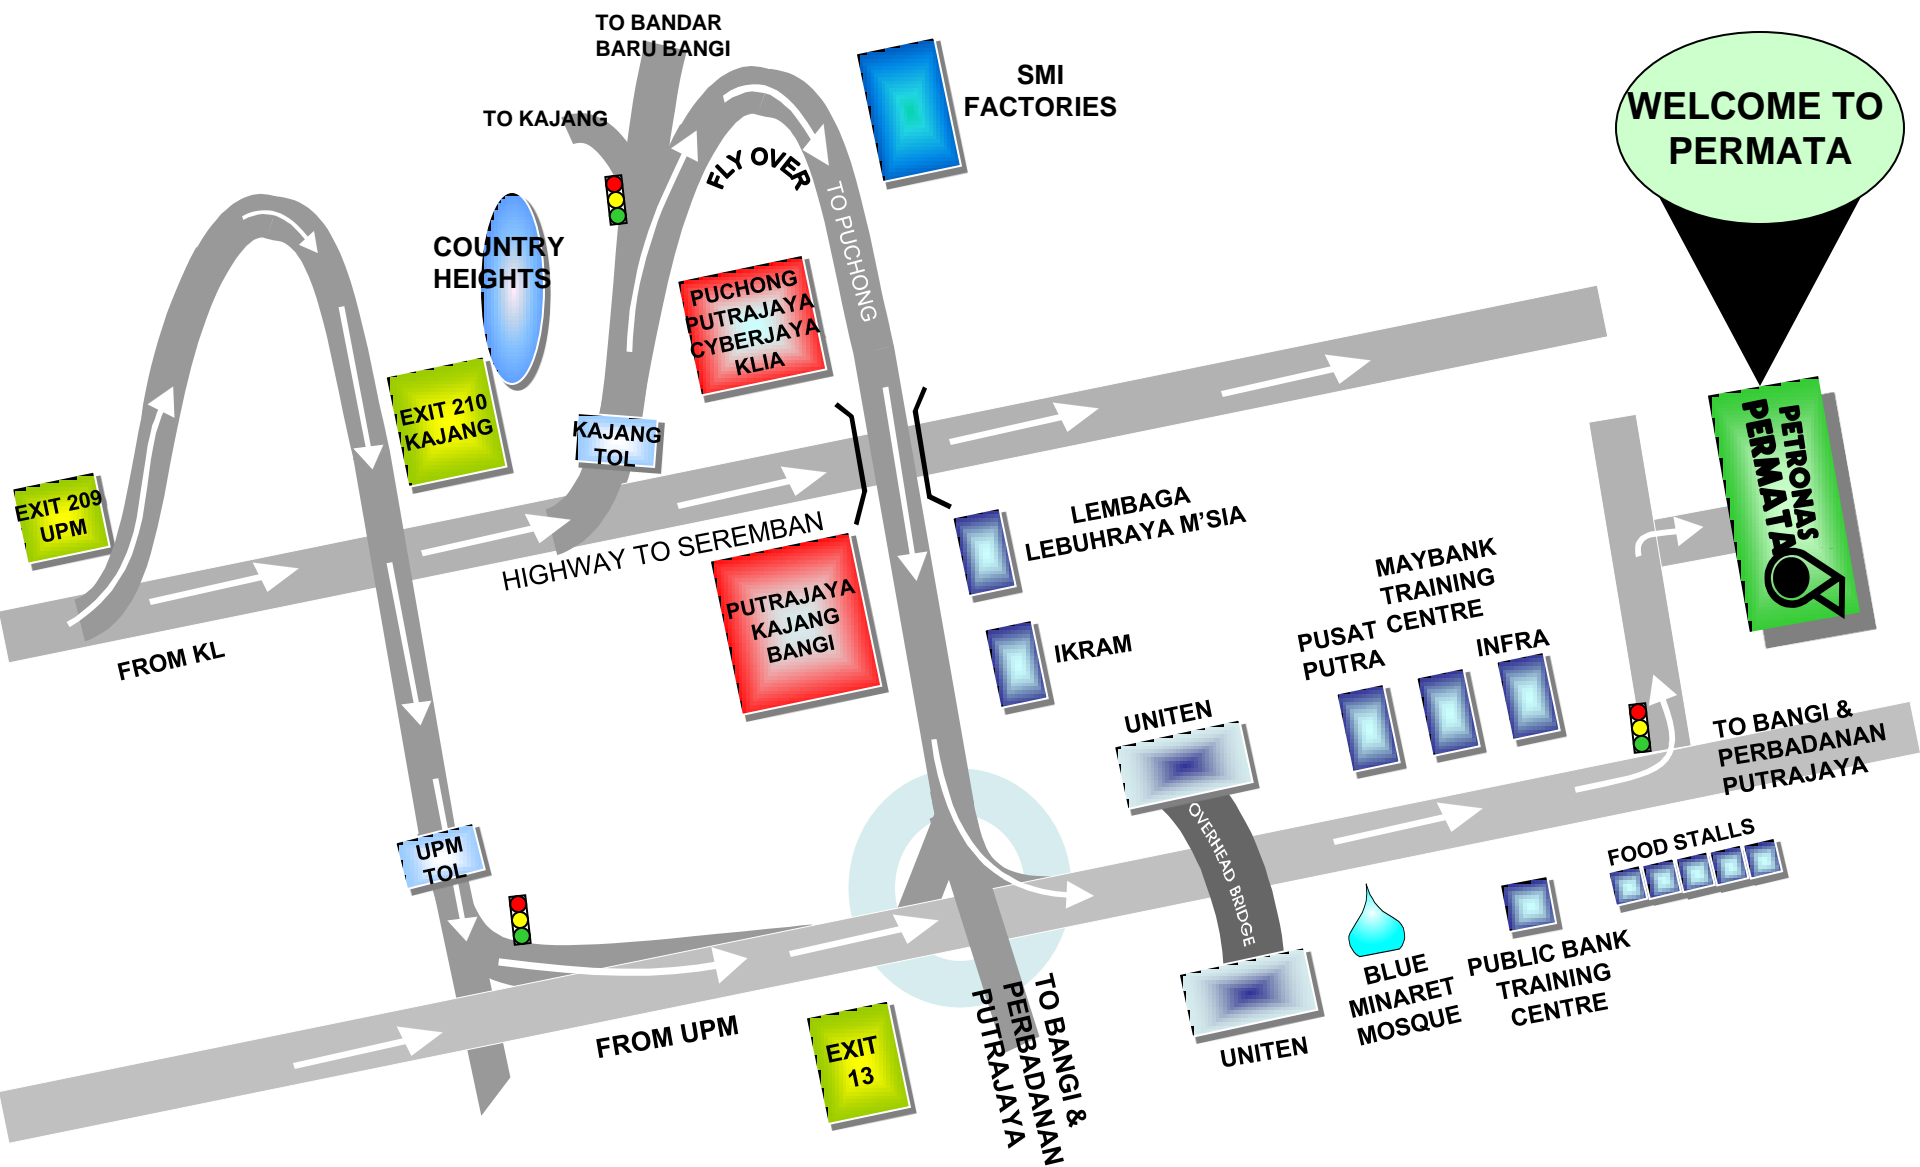 TO BANDAR
BARU BANGI
SMI
FACTORIES
WELCOME TO
PERMATA
TO KAJANG
FLY OVER
TO PUCHONG
COUNTRY
HEIGHTS
PUCHONG
PUTRAJAYA
CYBERJAYA
KLIA
EXIT 210
KAJANG
KAJANG
TOL
EXIT 209
UPM
HIGHWAY TO SEREMBAN
LEMBAGA
LEBUHRAYA M'SIA
PETRONAS
PERMATA
PUTRAJAYA
KAJANG
BANGI
FROM KL
IKRAM
MAYBANK
TRAINING
CENTRE
PUSAT
PUTRA
INFRA
UNITEN
TO BANGI &
PERBADANAN
PUTRAJAYA
OVERHEAD BRIDGE
UPM
TOL
FOOD STALLS
FROM UPM
EXIT
13
TO BANGI &
PERBADANAN
PUTRAJAYA
UNITEN
BLUE
MINARET
MOSQUE
PUBLIC BANK
TRAINING
CENTRE